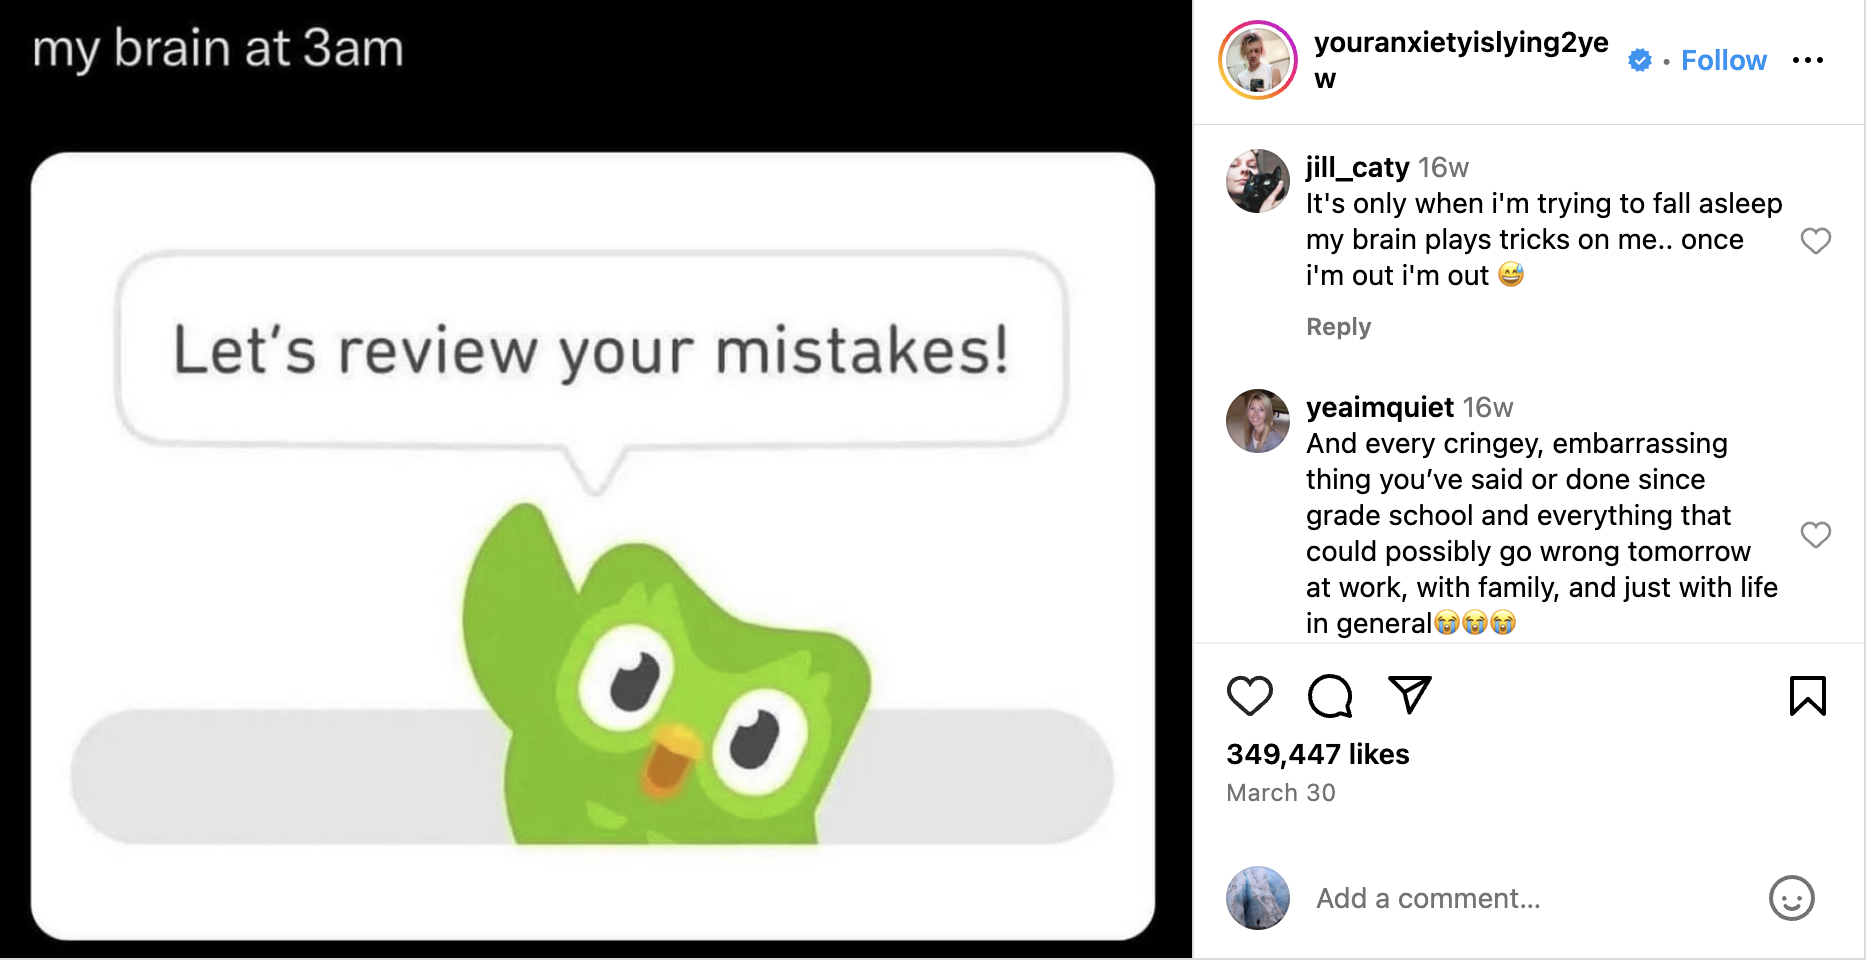 my brain at 3am
Let's review your mistakes!
youranxietyislying2ye
w
• Follow
jill_caty 16w
It's only when i'm trying to fall asleep
my brain plays tricks on me.. once
i'm out i'm out 😅
Reply
yeaimquiet 16w
And every cringey, embarrassing
thing you’ve said or done since
grade school and everything that
could possibly go wrong tomorrow
at work, with family, and just with life
in general😭😭😭
349,447 likes
March 30
Add a comment...